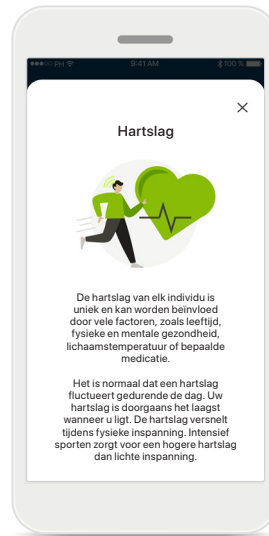 PH 9:41 AM 100 %
Hartslag
De hartslag van elk individu is
uniek en kan worden beïnvloed
door vele factoren, zoals leeftijd,
fysieke en mentale gezondheid,
lichaamstemperatuur of bepaalde
medicatie.
Het is normaal dat een hartslag
fluctueert gedurende de dag. Uw
hartslag is doorgaans het laagst
wanneer u ligt. De hartslag versnelt
tijdens fysieke inspanning. Intensief
sporten zorgt voor een hogere hartslag
dan lichte inspanning.